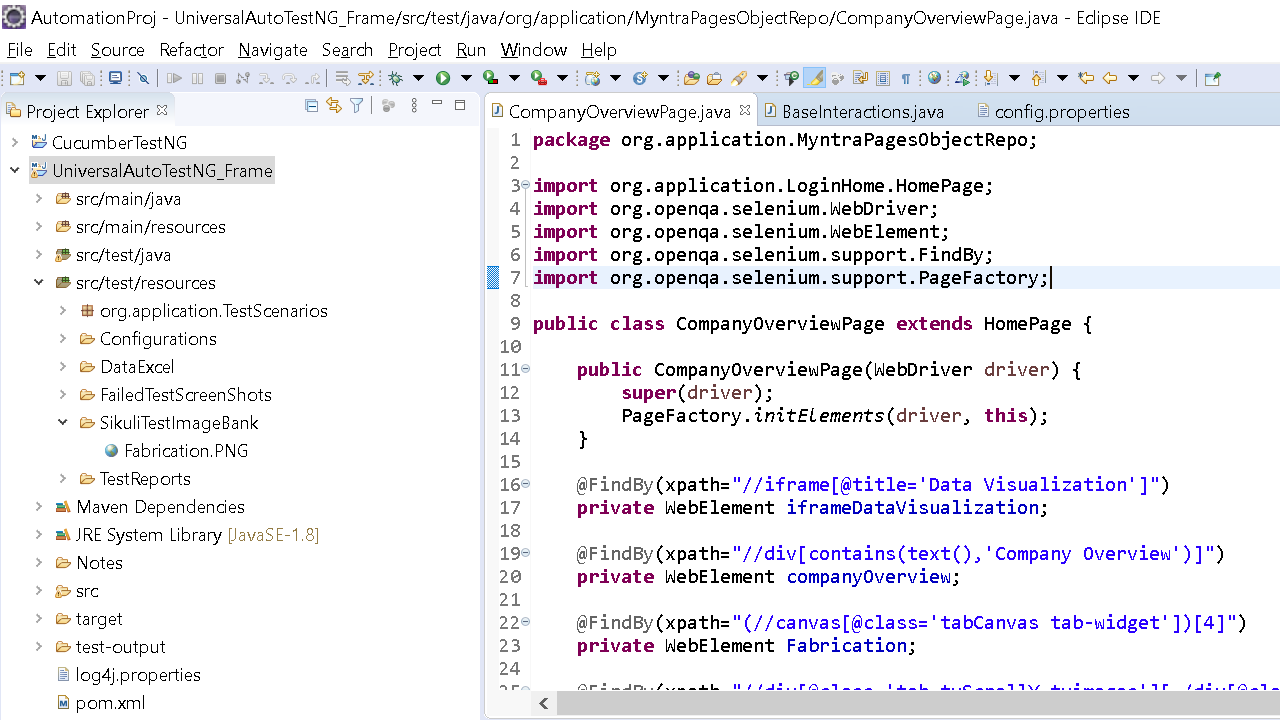 AutomationProj - UniversalAutoTestNG_Frame/src/test/java/org/application/MyntraPagesObjectRepo/CompanyOverviewPage.java - Eclipse IDE
File Edit Source Refactor Navigate Search Project Run Window Help
Project Explorer
CucumberTestNG
UniversalAutoTestNG_Frame
src/main/java
src/main/resources
src/test/java
src/test/resources
org.application.TestScenarios
Configurations
DataExcel
FailedTestScreenShots
SikuliTestImageBank
Fabrication.PNG
TestReports
Maven Dependencies
JRE System Library [JavaSE-1.8]
Notes
src
target
test-output
log4j.properties
pom.xml
CompanyOverviewPage.java BaseInteractions.java config.properties
1 package org.application.MyntraPagesObjectRepo;
2
3 import org.application.LoginHome.HomePage;
4 import org.openqa.selenium.WebDriver;
5 import org.openqa.selenium.WebElement;
6 import org.openqa.selenium.support.FindBy;
7 import org.openqa.selenium.support.PageFactory;
8
9 public class CompanyOverviewPage extends HomePage {
10
11 public CompanyOverviewPage(WebDriver driver) {
12 super(driver);
13 PageFactory.initElements(driver, this);
14 }
15
16 @FindBy(xpath="//iframe[@title='Data Visualization']")
17 private WebElement iframeDataVisualization;
18
19 @FindBy(xpath="//div[contains(text(),'Company Overview')]")
20 private WebElement companyOverview;
21
22 @FindBy(xpath="(//canvas[@class='tabCanvas tab-widget'])[4]")
23 private WebElement Fabrication;
24
25